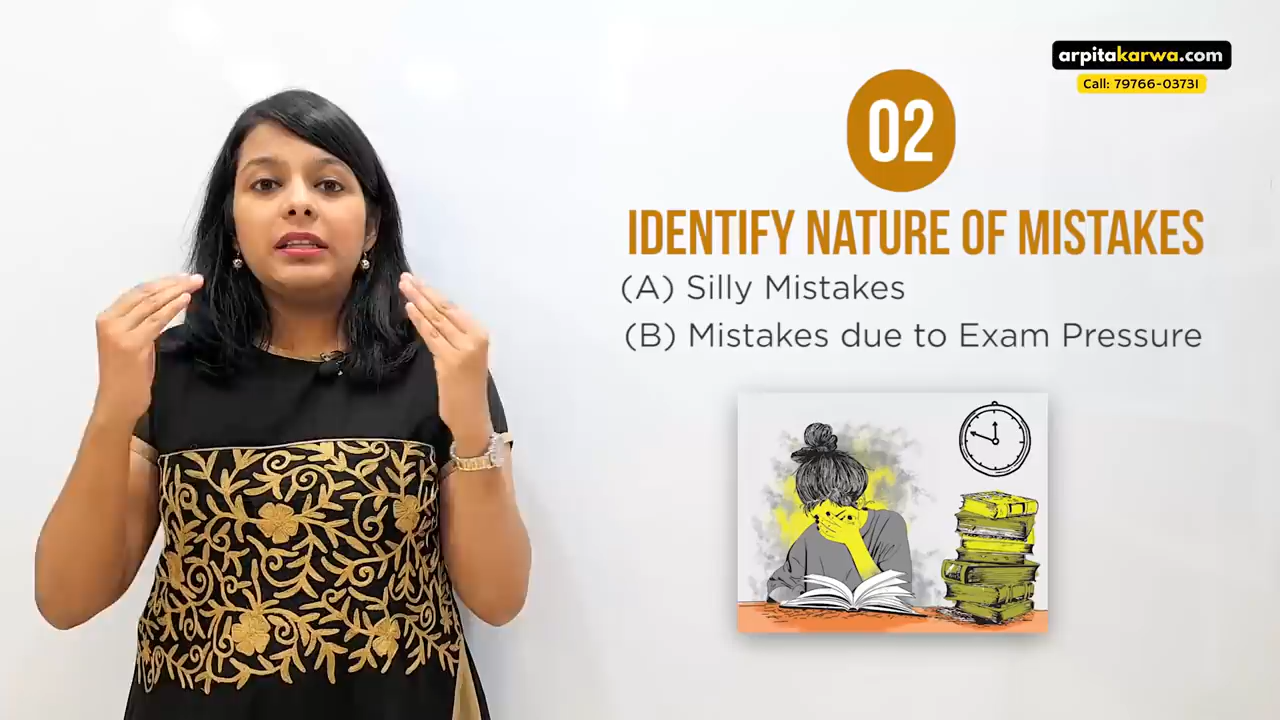 arpitakarwa.com
Call: 79766-03731
02
IDENTIFY NATURE OF MISTAKES
(A) Silly Mistakes
(B) Mistakes due to Exam Pressure